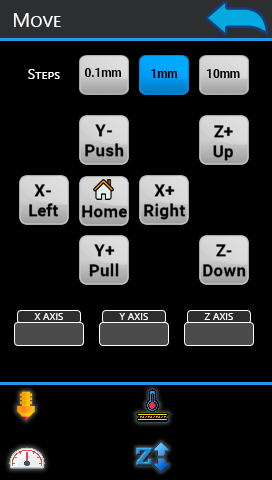 Move
Steps 0.1mm 1mm 10mm
Y-
Push
Z+
Up
X-
Left
Home
X+
Right
Y+
Pull
Z-
Down
X AXIS Y AXIS Z AXIS
Z